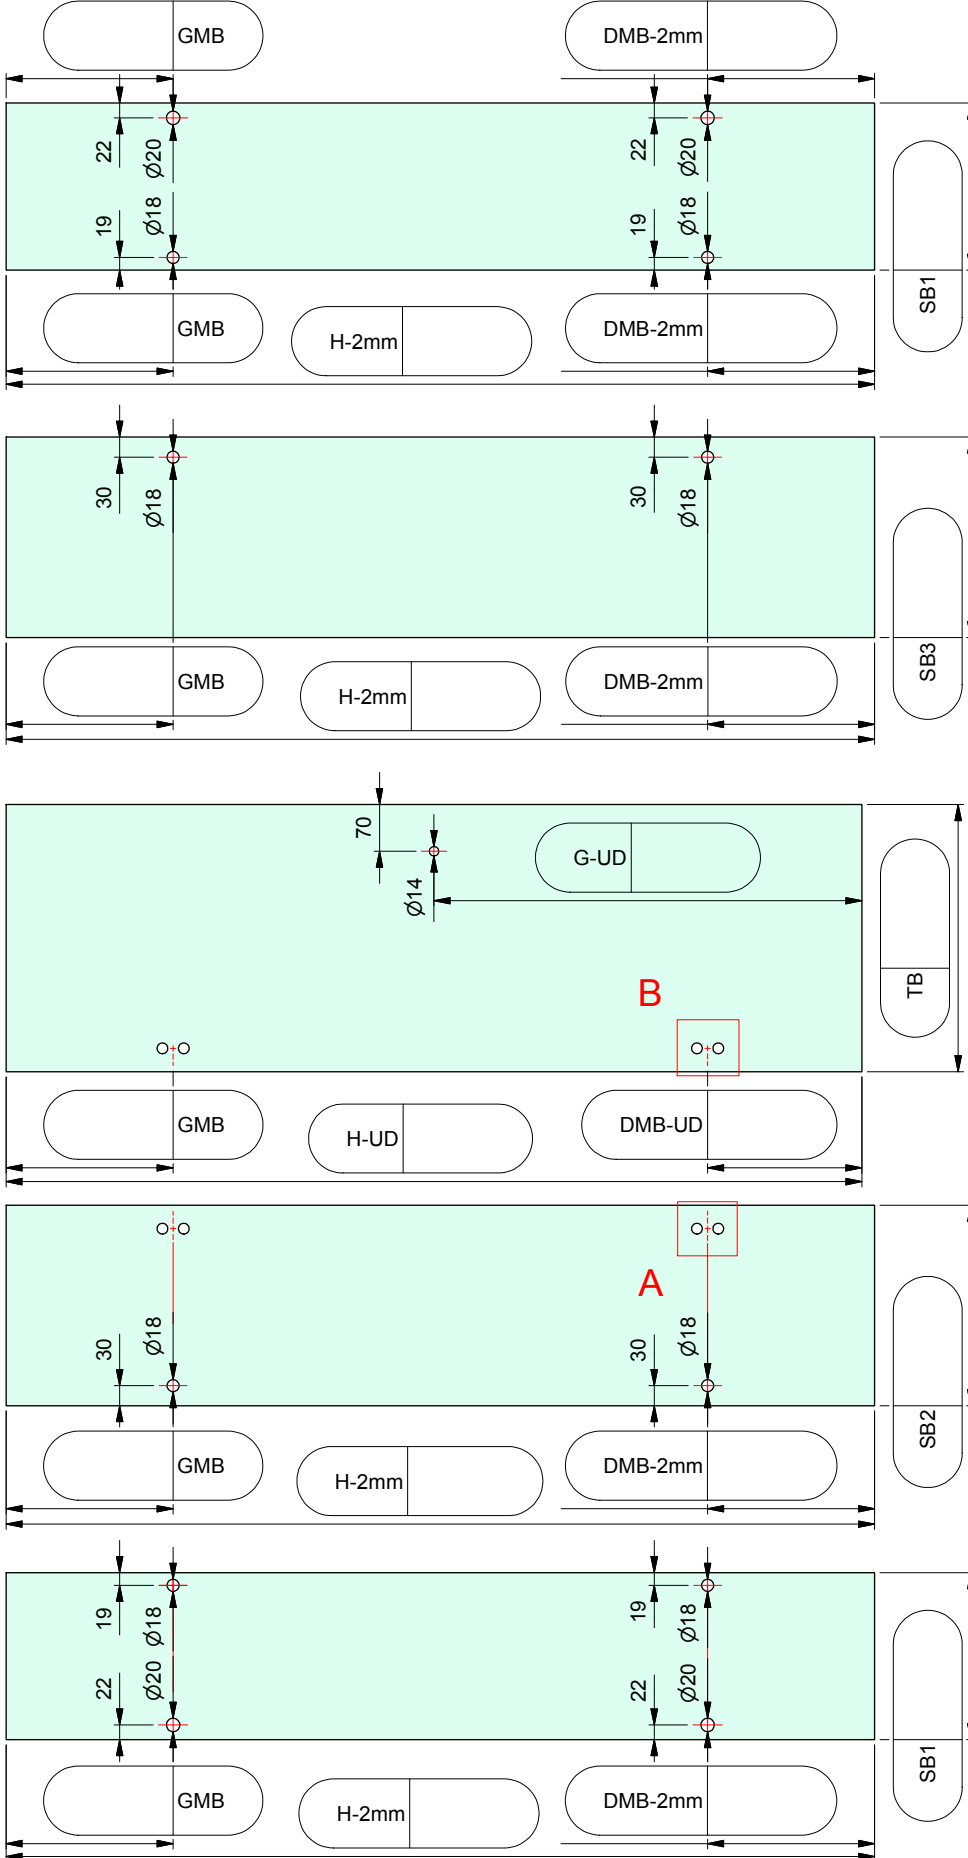 GMB DMB-2mm
22 Ø20 22 Ø20
19 Ø18 19 Ø18
SB1
GMB H-2mm DMB-2mm
30 Ø18 30 Ø18
SB3
GMB H-2mm DMB-2mm
70 G-UD
Ø14
TB
B
GMB H-UD DMB-UD
A
30 Ø18 30 Ø18
SB2
GMB H-2mm DMB-2mm
19 Ø18 19 Ø18
22 Ø20 22 Ø20
SB1
GMB H-2mm DMB-2mm